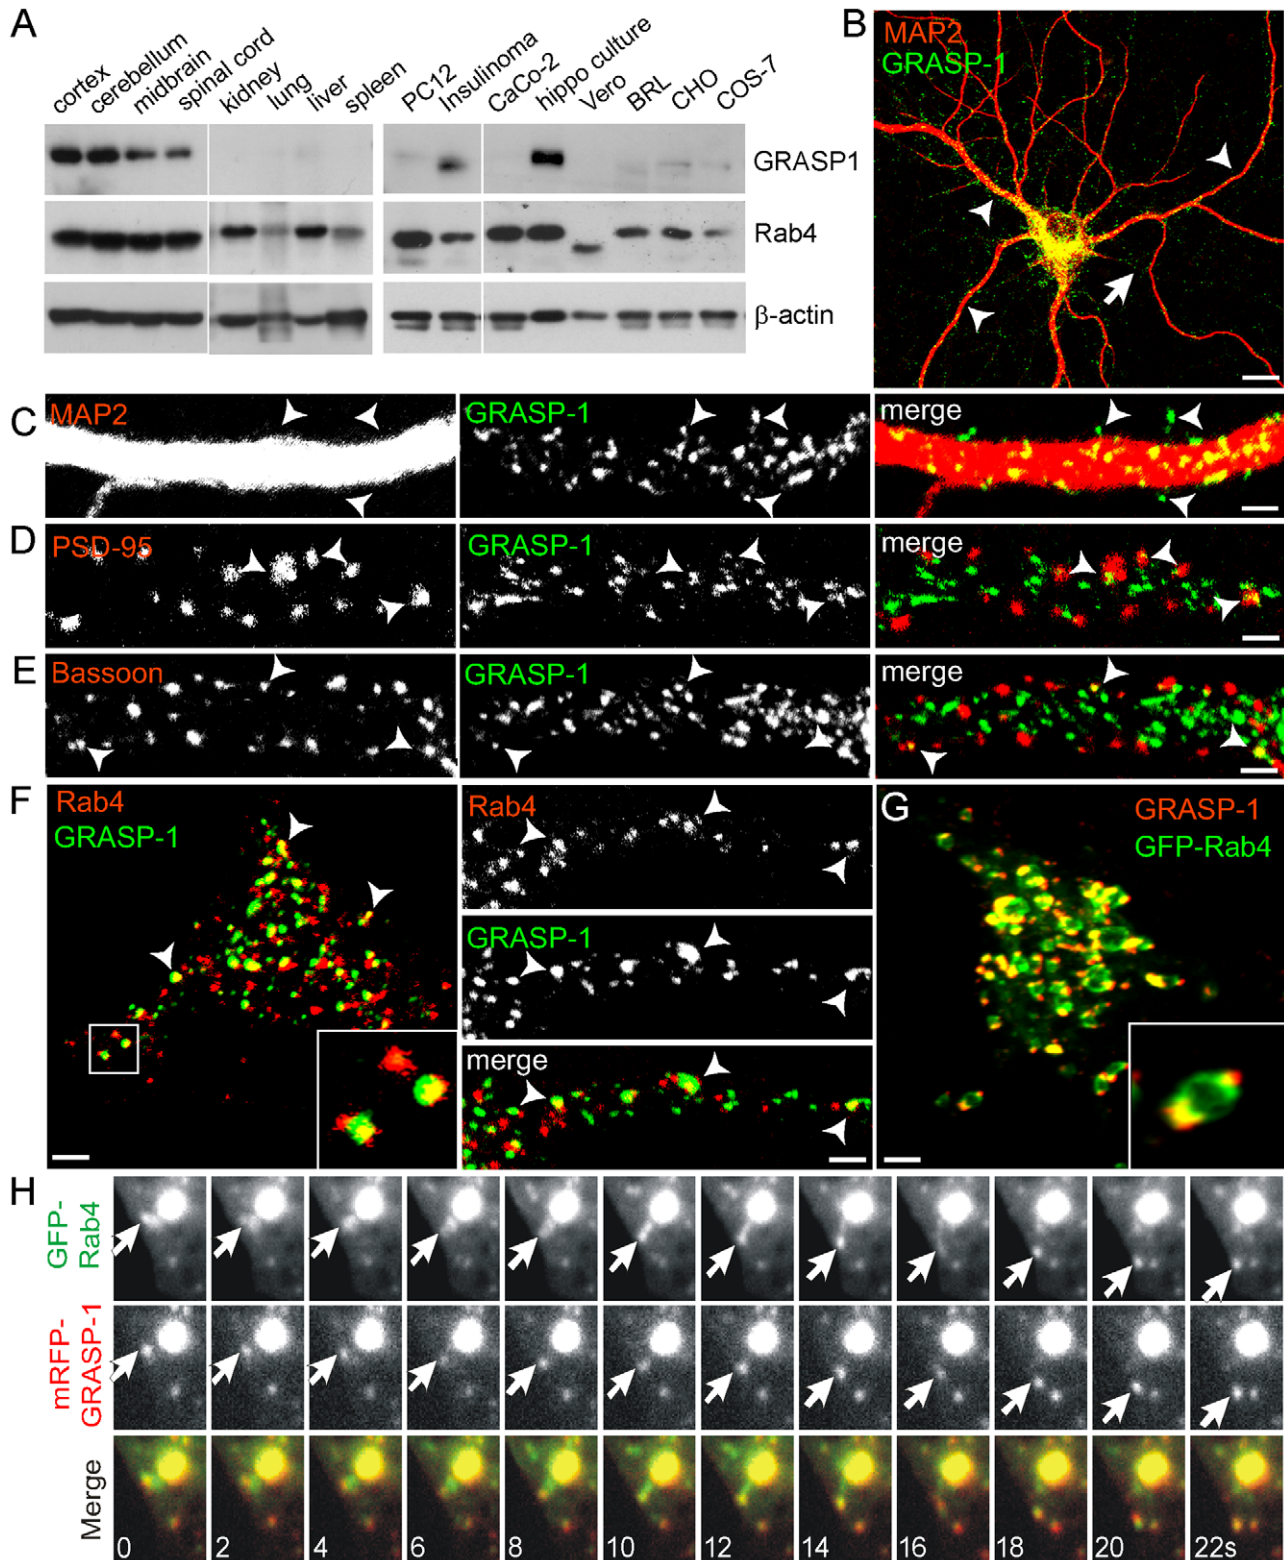 A
cortex
cerebellum
midbrain
spinal cord
kidney
lung
liver
spleen
PC12
Insulinoma
CaCo-2
hippo culture
Vero
BRL
CHO
COS-7
GRASP1
Rab4
β-actin
B
MAP2
GRASP-1
C
MAP2
GRASP-1
merge
D
PSD-95
GRASP-1
merge
E
Bassoon
GRASP-1
merge
F
Rab4
GRASP-1
Rab4
GRASP-1
merge
G
GRASP-1
GFP-Rab4
H
GFP-
Rab4
mRFP-
GRASP-1
Merge
0 2 4 6 8 10 12 14 16 18 20 22s